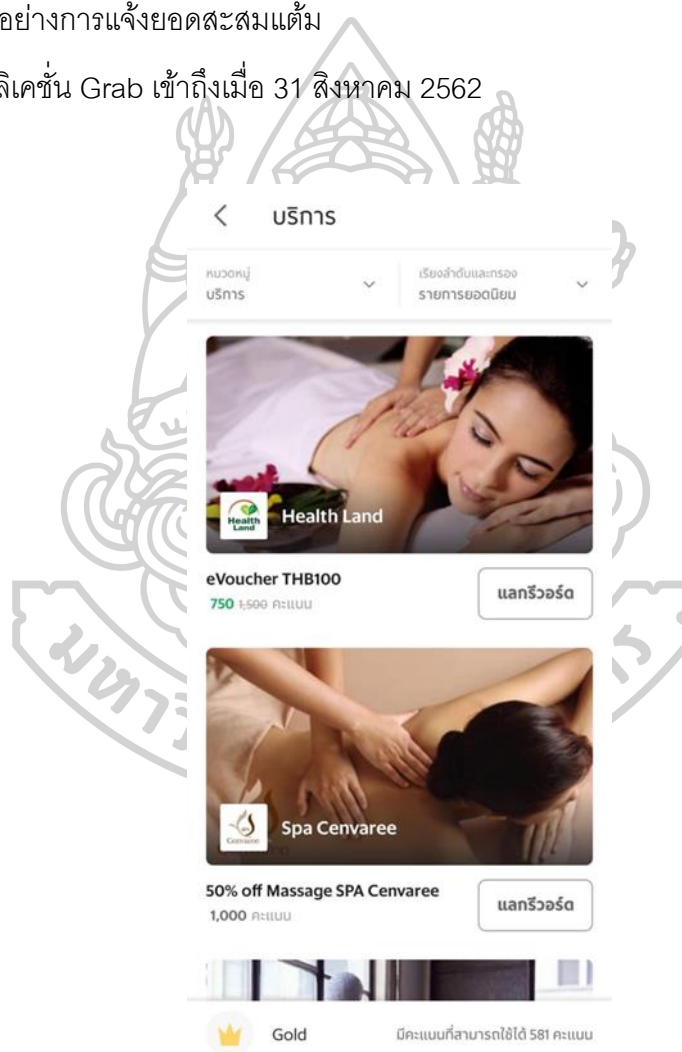 อย่างการแจ้งยอดสะสมแต้ม
ลิเคชั่น Grab เข้าถึงเมื่อ 31 สิงหาคม 2562
บริการ
หมวดหมู่
บริการ
เรียงลำดับและกรอง
รายการยอดนิยม
Health Land
Health Land
eVoucher THB100
750 1,500 คะแนน
แลกรีวอร์ด
Spa Cenvaree
50% off Massage SPA Cenvaree
1,000 คะแนน
แลกรีวอร์ด
Gold
มีคะแนนที่สามารถใช้ได้ 581 คะแนน